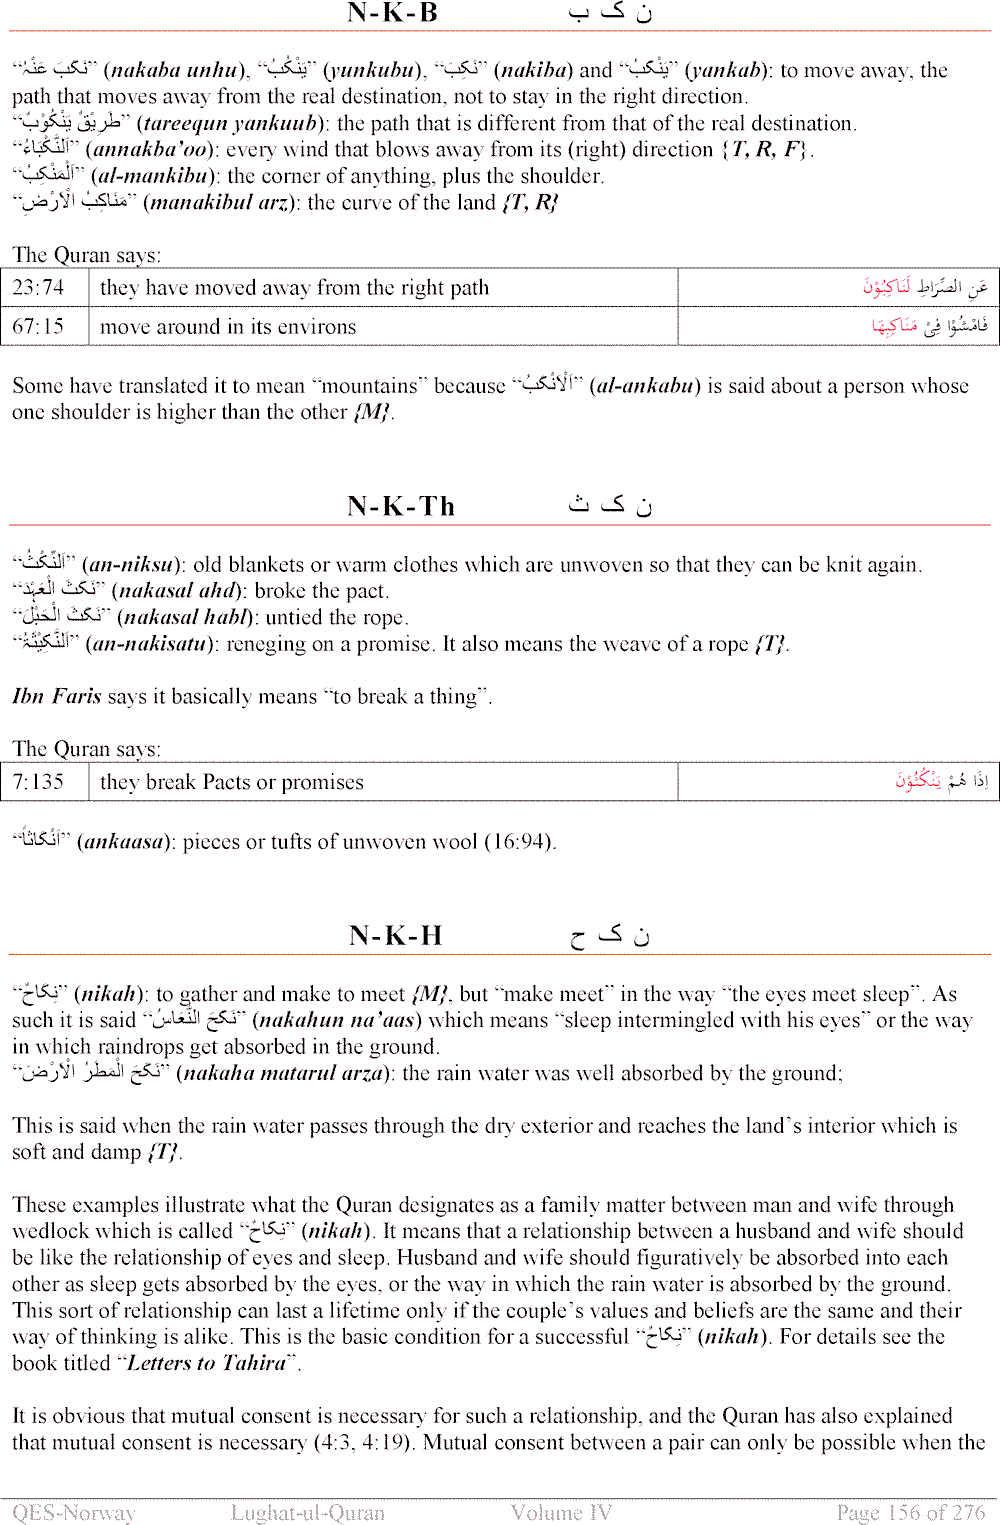 N-K-B ن ک ب
“نَکَبَ عَنْہُ” (nakaba unhu), “یَنْکُبُ” (yunkubu), “نَکِبَ” (nakiba) and “یَنْکَبُ” (yankab): to move away, the
path that moves away from the real destination, not to stay in the right direction.
“طَرِیْقٌ یَنْکُوْبٌ” (tareequn yankuub): the path that is different from that of the real destination.
“اَلنَّکْبَاءُ” (annakba’oo): every wind that blows away from its (right) direction {T, R, F}.
“اَلْمَنْکِبُ” (al-mankibu): the corner of anything, plus the shoulder.
“مَنَاکِبُ الْاَرْضِ” (manakibul arz): the curve of the land {T, R}
The Quran says:
23:74 they have moved away from the right path عَنِ الصِّرَاطِ لَنَاکِبُوْنَ
67:15 move around in its environs فَامْشُوْا فِیْ مَنَاکِبِهَا
Some have translated it to mean “mountains” because “اَلْاَنْکَبُ” (al-ankabu) is said about a person whose
one shoulder is higher than the other {M}.
N-K-Th ن ک ث
“اَلنِّکْثُ” (an-niksu): old blankets or warm clothes which are unwoven so that they can be knit again.
“نَکَثَ الْعَہْدَ” (nakasal ahd): broke the pact.
“نَکَثَ الْحَبْلَ” (nakasal habl): untied the rope.
“اَلنَّکِیْثَۃُ” (an-nakisatu): reneging on a promise. It also means the weave of a rope {T}.
Ibn Faris says it basically means “to break a thing”.
The Quran says:
7:135 they break Pacts or promises اِذَا هُمْ یَنْکُثُوْنَ
“اَنْکَاثاً” (ankaasa): pieces or tufts of unwoven wool (16:94).
N-K-H ن ک ح
“نِکَاحٌ” (nikah): to gather and make to meet {M}, but “make meet” in the way “the eyes meet sleep”. As
such it is said “نَکَحَ النُّعَاسُ” (nakahun na’aas) which means “sleep intermingled with his eyes” or the way
in which raindrops get absorbed in the ground.
“نَکَحَ الْمَطَرُ الْاَرْضَ” (nakaha matarul arza): the rain water was well absorbed by the ground;
This is said when the rain water passes through the dry exterior and reaches the land’s interior which is
soft and damp {T}.
These examples illustrate what the Quran designates as a family matter between man and wife through
wedlock which is called “نِکَاحٌ” (nikah). It means that a relationship between a husband and wife should
be like the relationship of eyes and sleep. Husband and wife should figuratively be absorbed into each
other as sleep gets absorbed by the eyes, or the way in which the rain water is absorbed by the ground.
This sort of relationship can last a lifetime only if the couple’s values and beliefs are the same and their
way of thinking is alike. This is the basic condition for a successful “نِکَاحٌ” (nikah). For details see the
book titled “Letters to Tahira”.
It is obvious that mutual consent is necessary for such a relationship, and the Quran has also explained
that mutual consent is necessary (4:3, 4:19). Mutual consent between a pair can only be possible when the
QES-Norway Lughat-ul-Quran Volume IV Page 156 of 276